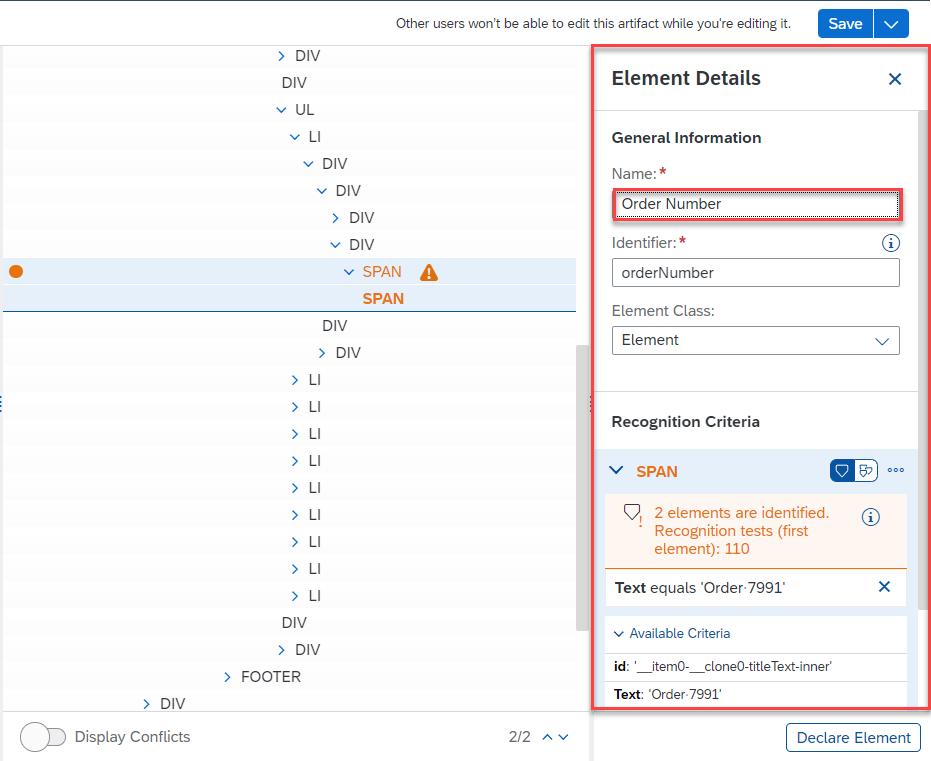 Other users won't be able to edit this artifact while you're editing it.
Save
DIV
DIV
UL
LI
DIV
DIV
DIV
DIV
SPAN
SPAN
DIV
DIV
LI
LI
LI
LI
LI
LI
LI
LI
LI
DIV
DIV
FOOTER
DIV
Display Conflicts
2/2
Element Details
General Information
Name:*
Order Number
Identifier:*
orderNumber
Element Class:
Element
Recognition Criteria
SPAN
2 elements are identified.
Recognition tests (first
element): 110
Text equals 'Order·7991'
Available Criteria
id: '__item0-__clone0-titleText-inner'
Text: 'Order·7991'
Declare Element